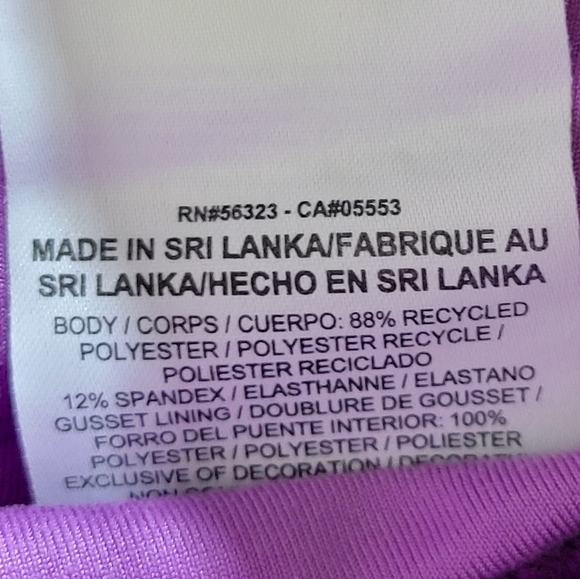 RN#56323 - CA#05553
MADE IN SRI LANKA/FABRIQUE AU
SRI LANKA/HECHO EN SRI LANKA
BODY / CORPS / CUERPO: 88% RECYCLED
POLYESTER / POLYESTER RECYCLE /
POLIESTER RECICLADO
12% SPANDEX / ELASTHANNE / ELASTANO
GUSSET LINING / DOUBLURE DE GOUSSET /
FORRO DEL PUENTE INTERIOR: 100%
POLYESTER / POLYESTER / POLIESTER
EXCLUSIVE OF DECORATION /